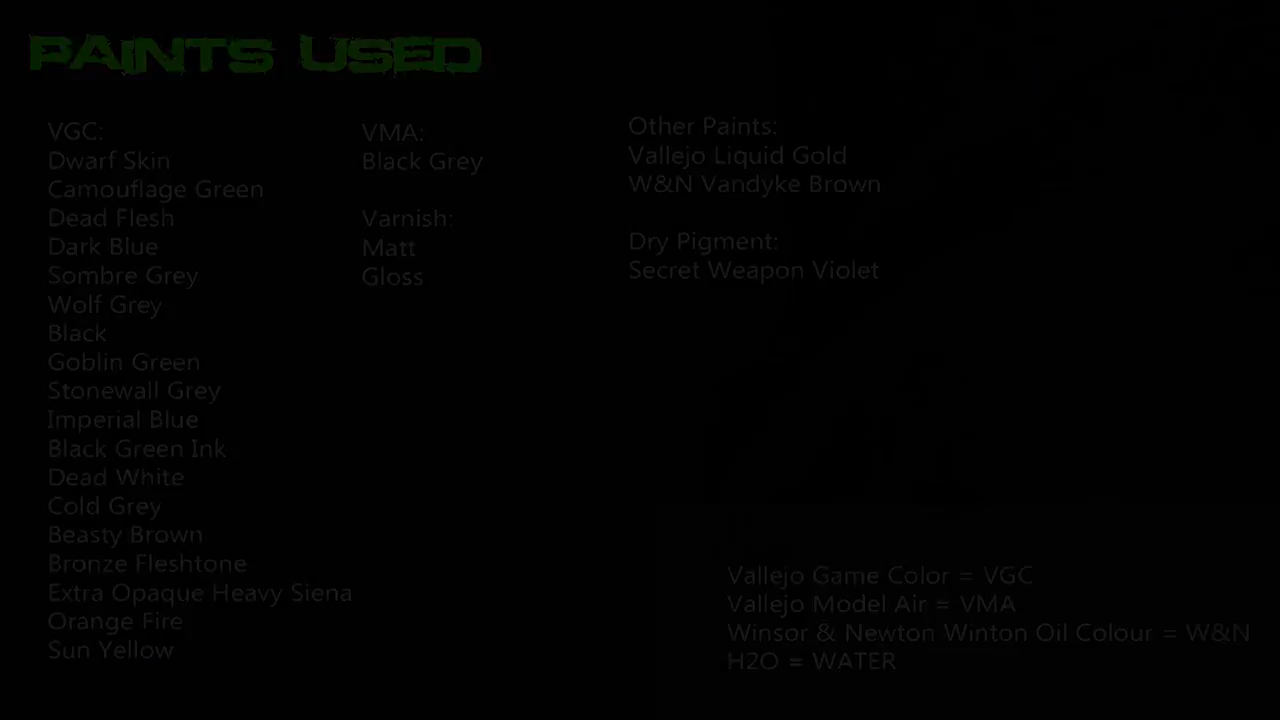 PAINTS USED
VGC:
Dwarf Skin
Camouflage Green
Dead Flesh
Dark Blue
Sombre Grey
Wolf Grey
Black
Goblin Green
Stonewall Grey
Imperial Blue
Black Green Ink
Dead White
Cold Grey
Beasty Brown
Bronze Fleshtone
Extra Opaque Heavy Siena
Orange Fire
Sun Yellow
VMA:
Black Grey
Varnish:
Matt
Gloss
Other Paints:
Vallejo Liquid Gold
W&N Vandyke Brown
Dry Pigment:
Secret Weapon Violet
Vallejo Game Color = VGC
Vallejo Model Air = VMA
Winsor & Newton Winton Oil Colour = W&N
H2O = WATER